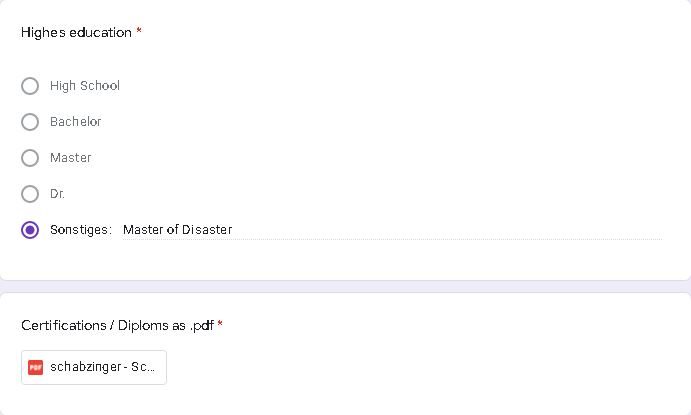 Highes education *
High School
Bachelor
Master
Dr.
Sonstiges: Master of Disaster
Certifications / Diploms as .pdf *
PDF schabzinger - Sc...